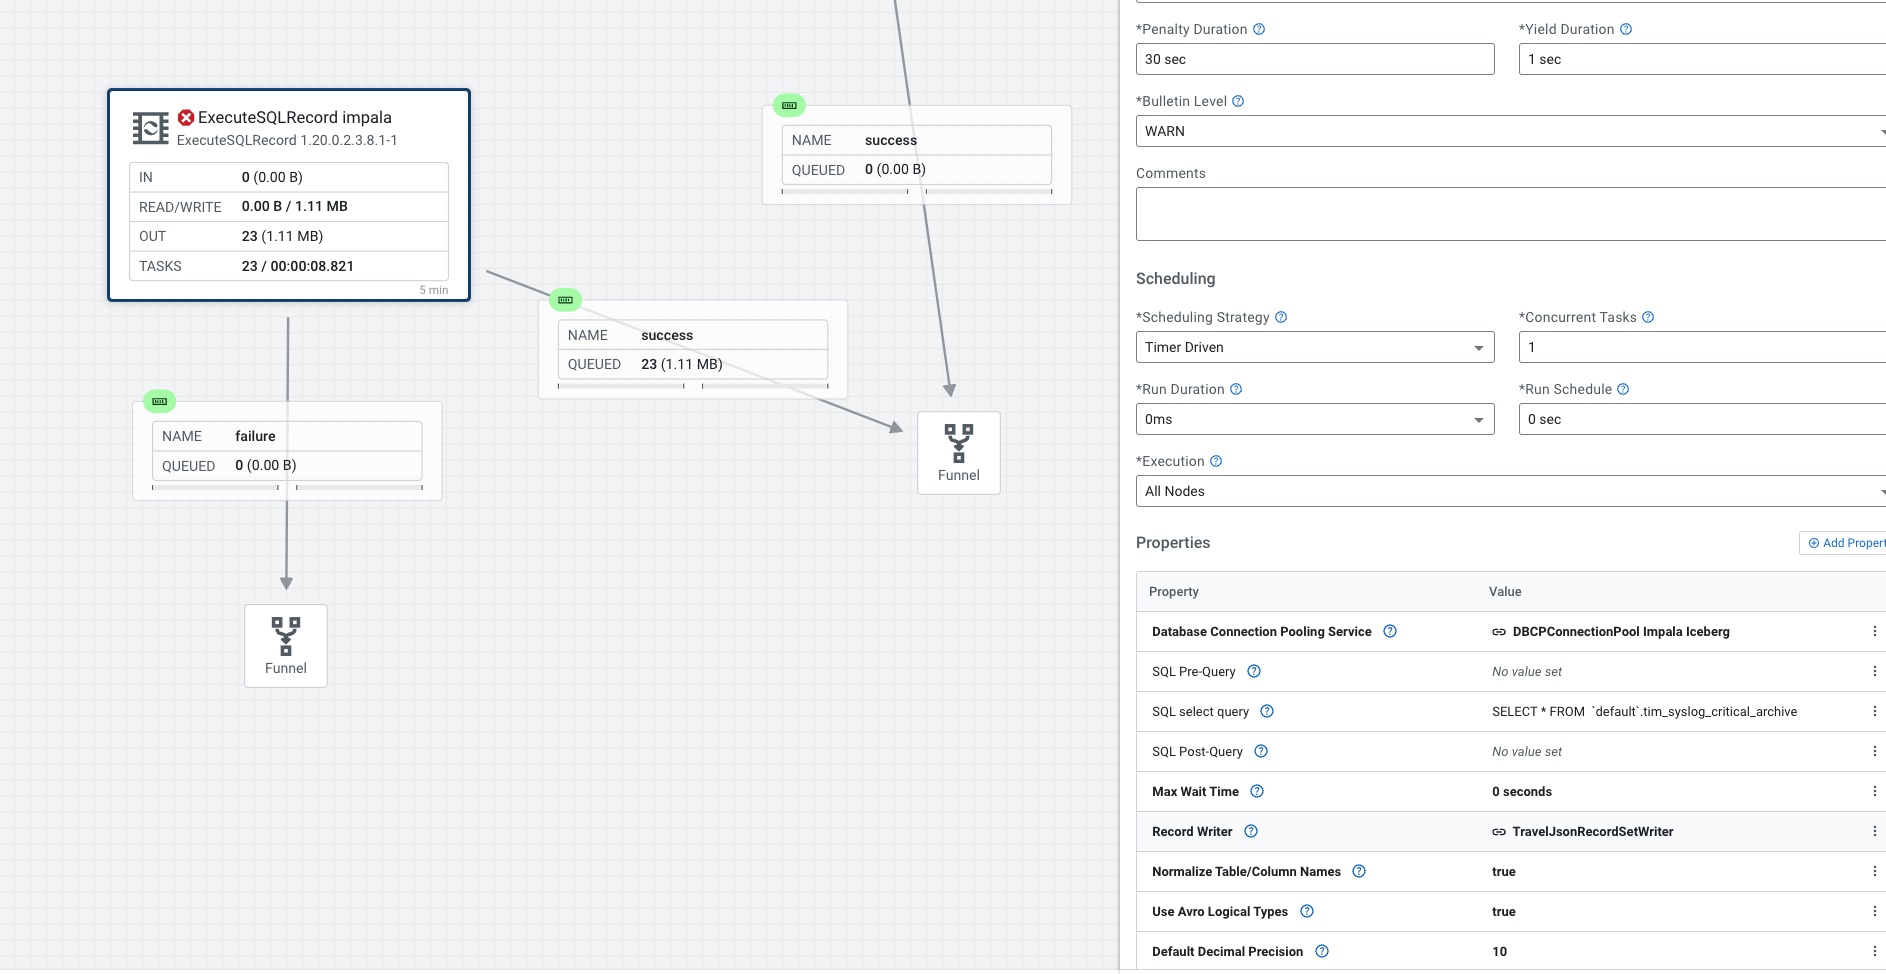 ExecuteSQLRecord impala
ExecuteSQLRecord 1.20.0.2.3.8.1-1
IN 0 (0.00 B)
READ/WRITE 0.00 B / 1.11 MB
OUT 23 (1.11 MB)
TASKS 23 / 00:00:08.821
5 min
NAME success
QUEUED 0 (0.00 B)
NAME success
QUEUED 23 (1.11 MB)
NAME failure
QUEUED 0 (0.00 B)
Funnel
Funnel
*Penalty Duration *Yield Duration
30 sec 1 sec
*Bulletin Level
WARN
Comments
Scheduling
*Scheduling Strategy *Concurrent Tasks
Timer Driven 1
*Run Duration *Run Schedule
0ms 0 sec
*Execution
All Nodes
Properties Add Propert
Property Value
Database Connection Pooling Service DBCPConnectionPool Impala Iceberg
SQL Pre-Query No value set
SQL select query SELECT * FROM `default`.tim_syslog_critical_archive
SQL Post-Query No value set
Max Wait Time 0 seconds
Record Writer TravelJsonRecordSetWriter
Normalize Table/Column Names true
Use Avro Logical Types true
Default Decimal Precision 10